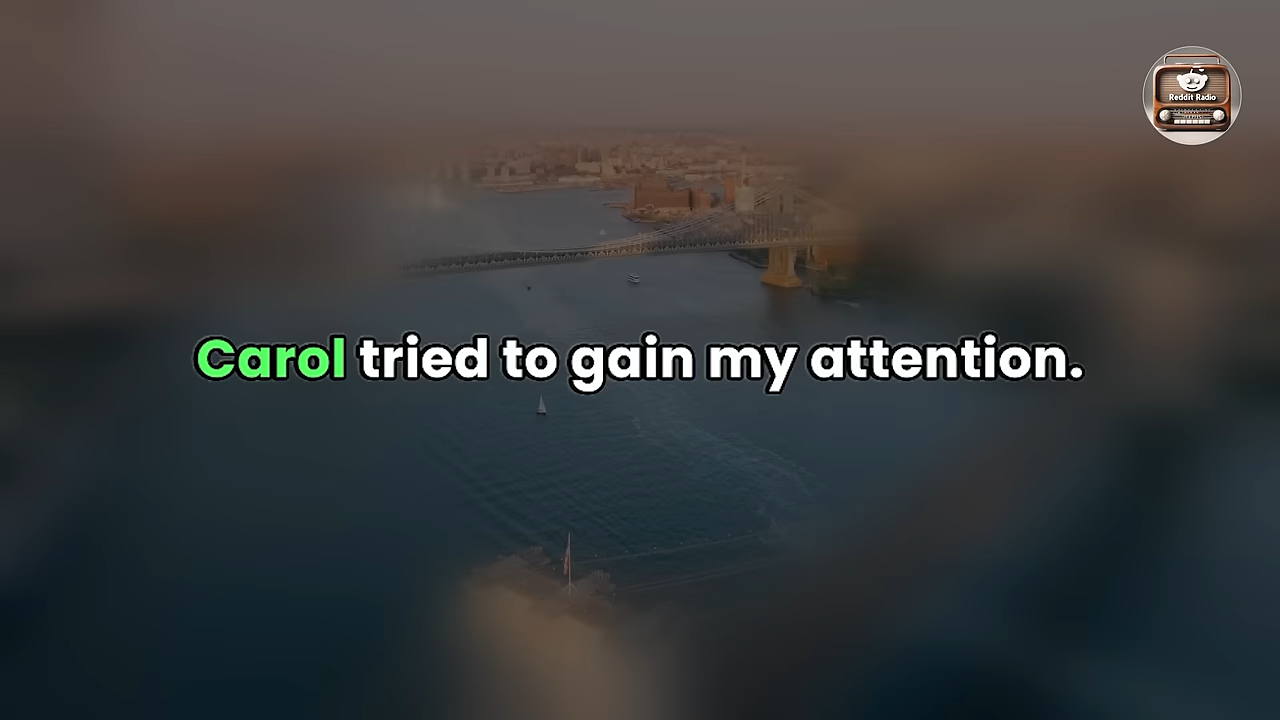 Reddit Radio
Carol tried to gain my attention.